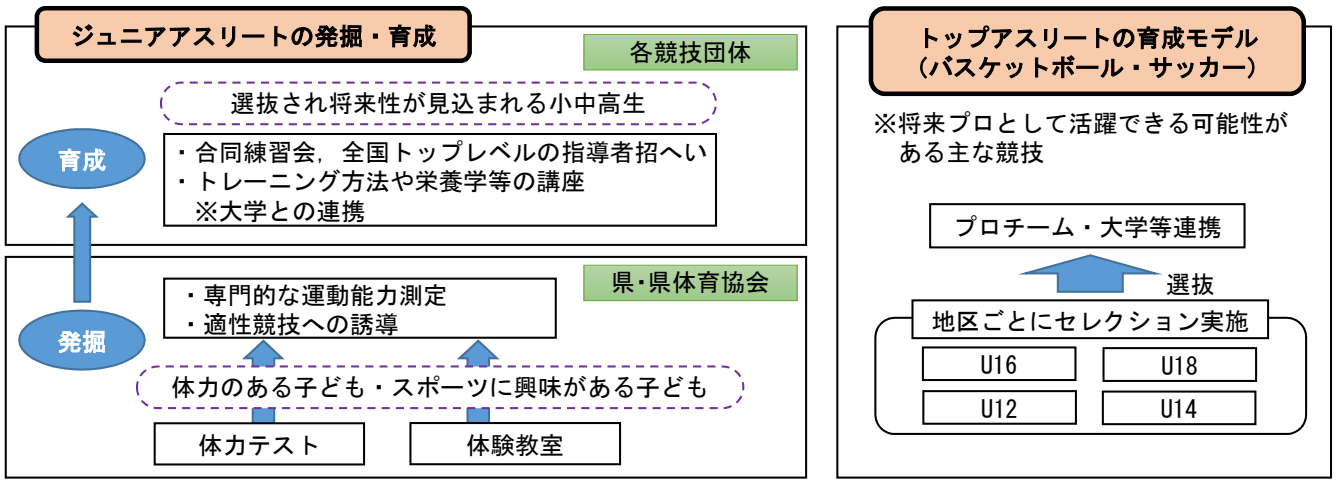 ジュニアアスリートの発掘・育成
各競技団体
選抜され将来性が見込まれる小中高生
育成
・合同練習会，全国トップレベルの指導者招へい
・トレーニング方法や栄養学等の講座
※大学との連携
県・県体育協会
・専門的な運動能力測定
・適性競技への誘導
発掘
体力のある子ども・スポーツに興味がある子ども
体力テスト
体験教室
トップアスリートの育成モデル
（バスケットボール・サッカー）
※将来プロとして活躍できる可能性が
ある主な競技
プロチーム・大学等連携
選抜
地区ごとにセレクション実施
U16
U18
U12
U14